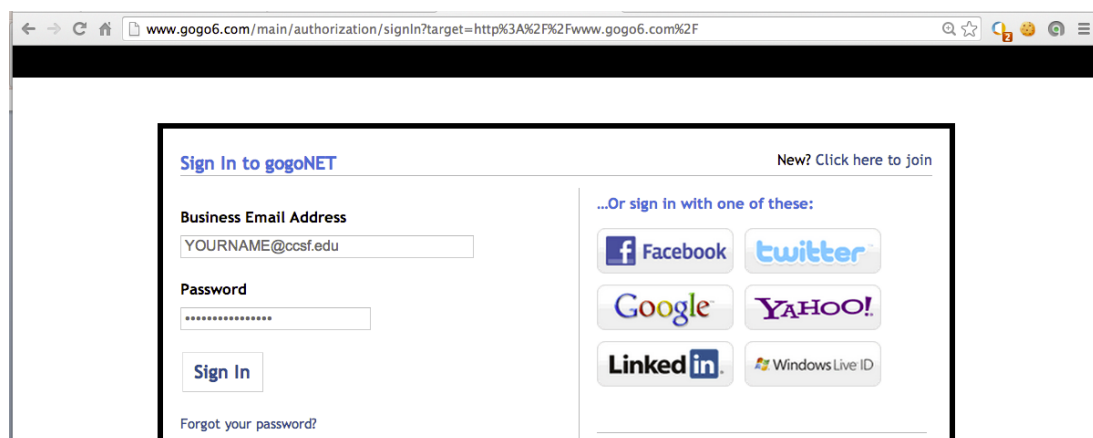 www.gogo6.com/main/authorization/signIn?target=http%3A%2F%2Fwww.gogo6.com%2F
Sign In to gogoNET
New? Click here to join
Business Email Address
YOURNAME@ccsf.edu
Password
••••••••••••••••
Sign In
Forgot your password?
...Or sign in with one of these:
Facebook
twitter
Google
YAHOO!
Linked in.
Windows Live ID